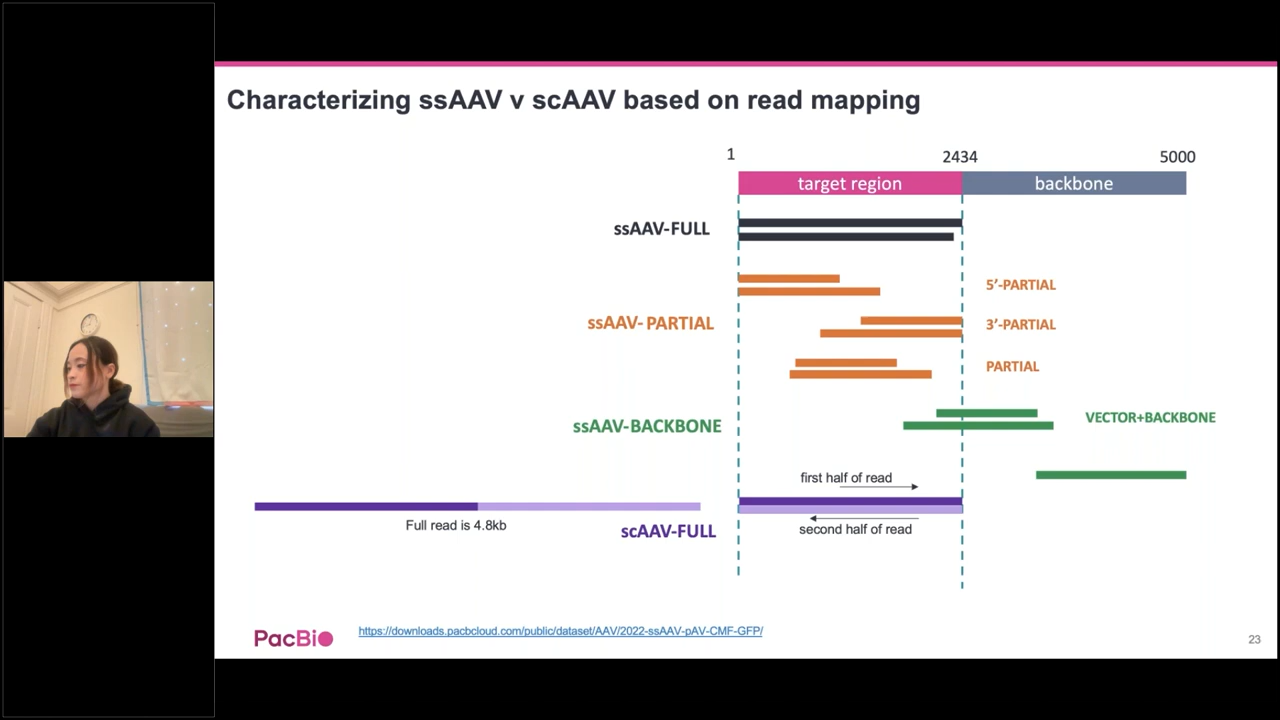 Characterizing ssAAV v scAAV based on read mapping
1
2434
5000
target region
backbone
ssAAV-FULL
5’-PARTIAL
ssAAV-PARTIAL
3’-PARTIAL
PARTIAL
ssAAV-BACKBONE
VECTOR+BACKBONE
first half of read
Full read is 4.8kb
scAAV-FULL
second half of read
PacBio
https://downloads.pacbcloud.com/public/dataset/AAV/2022-ssAAV-pAV-CMF-GFP/
23